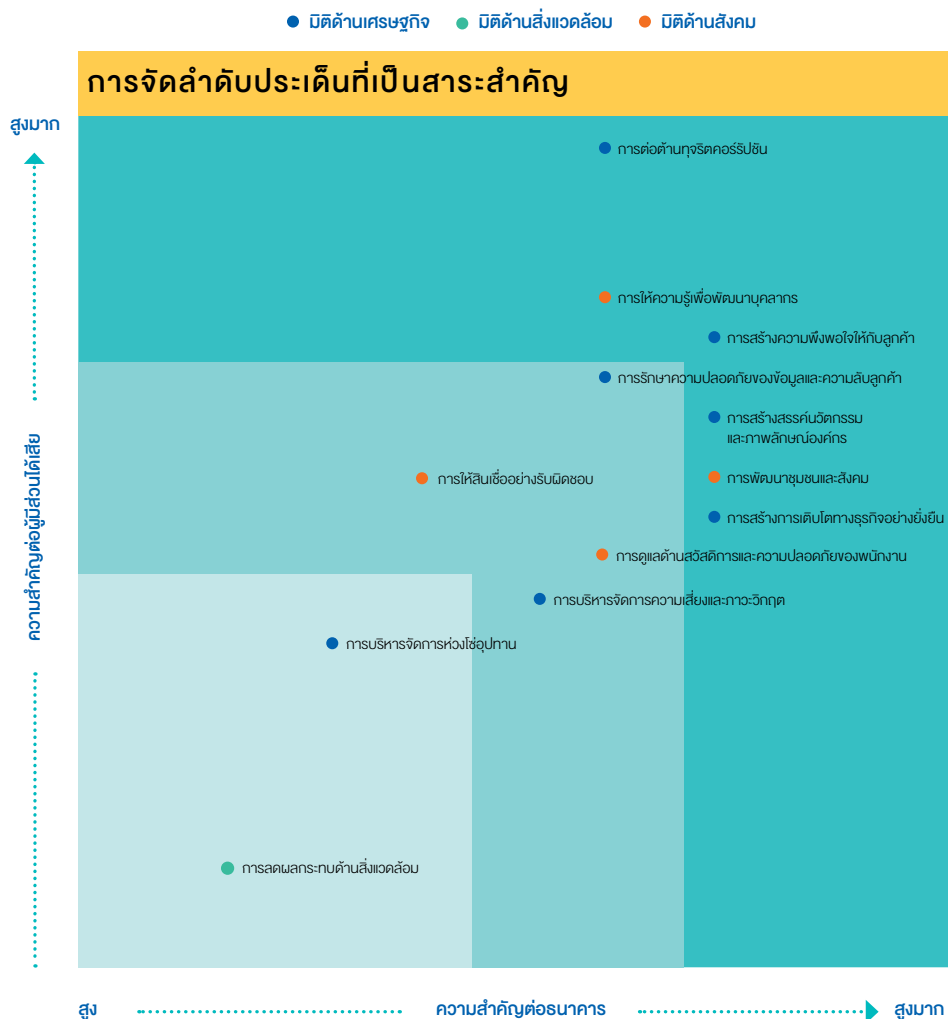 มิติด้านเศรษฐกิจ มิติด้านสิ่งแวดล้อม มิติด้านสังคม
การจัดลำดับประเด็นที่เป็นสาระสำคัญ
สูงมาก
การต่อต้านทุจริตคอร์รัปชัน
การให้ความรู้เพื่อพัฒนาบุคลากร
การสร้างความพึงพอใจให้กับลูกค้า
การรักษาความปลอดภัยของข้อมูลและความลับลูกค้า
การสร้างสรรค์นวัตกรรม
และภาพลักษณ์องค์กร
ความสำคัญต่อผู้มีส่วนได้เสีย
การให้สินเชื่ออย่างรับผิดชอบ
การพัฒนาชุมชนและสังคม
การสร้างการเติบโตทางธุรกิจอย่างยั่งยืน
การดูแลด้านสวัสดิการและความปลอดภัยของพนักงาน
การบริหารจัดการความเสี่ยงและภาวะวิกฤต
การบริหารจัดการห่วงโซ่อุปทาน
การลดผลกระทบด้านสิ่งแวดล้อม
สูง ความสำคัญต่อธนาคาร สูงมาก